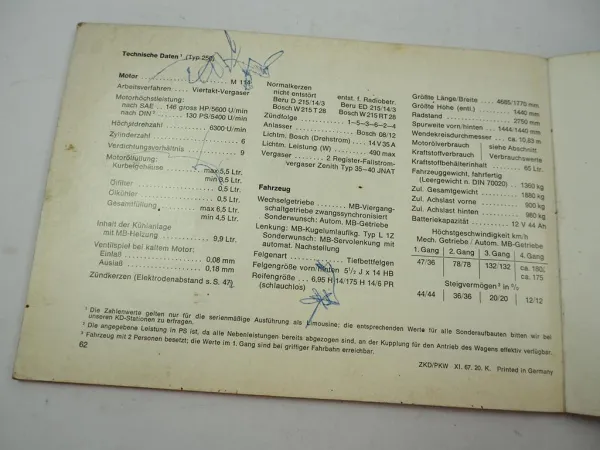 Technische Daten ¹ (Typ 250)
Motor M 114
Arbeitsverfahren: Viertakt-Vergaser
Motorhöchstleistung:
nach SAE 146 gross HP/5600 U/min
nach DIN ² 130 PS/5400 U/min
Höchstdrehzahl 6300 U/min
Zylinderzahl 6
Verdichtungsverhältnis 9
Motorölfüllung:
Kurbelgehäuse max 5,5 Ltr.
min 3,5 Ltr.
Ölfilter 0,5 Ltr.
Ölkühler 0,5 Ltr.
Gesamtfüllung max 6,5 Ltr.
min 4,5 Ltr.
Inhalt der Kühlanlage
mit MB-Heizung 9,9 Ltr.
Ventilspiel bei kaltem Motor:
Einlaß 0,08 mm
Auslaß 0,18 mm
Zündkerzen (Elektrodenabstand s. S. 47)
Normalkerzen
nicht entstört entst. f. Radiobetr.
Beru D 215/14/3 Beru ED 215/14/3
Bosch W 215 T 28 Bosch W 215 RT 28
Zündfolge 1–5–3–6–2–4
Anlasser Bosch 08/12
Lichtm. Bosch (Drehstrom) 14 V 35 A
Lichtm. Leistung (W) 490 max
Vergaser 2 Register-Fallstrom-
vergaser Zenith Typ 35–40 JNAT
Fahrzeug
Wechselgetriebe MB-Viergang-
schaltgetriebe zwangssynchronisiert
Sonderwunsch: Autom. MB-Getriebe
Lenkung: MB-Kugelumlauflkg. Typ L 1Z
Sonderwunsch: MB-Servolenkung mit
automat. Nachstellung
Felgenart Tiefbettfelgen
Felgengröße vorn/hinten 5¹/₂ J x 14 HB
Reifengröße 6,95 H 14/175 H 14/6 PR
(schlauchlos)
Größte Länge/Breite 4685/1770 mm
Größte Höhe (entl.) 1440 mm
Radstand 2750 mm
Spurweite vorn/hinten 1444/1440 mm
Wendekreisdurchmesser ca. 10,83 m
Motorölverbrauch siehe Abschnitt
Kraftstoffverbrauch Verbrauchswerte
Kraftstoffbehälterinhalt 65 Ltr.
Fahrzeuggewicht, fahrfertig
(Leergewicht n. DIN 70020) 1360 kg
Zul. Gesamtgewicht 1880 kg
Zul. Achslast vorne 900 kg
Zul. Achslast hinten 980 kg
Batteriekapazität 12 V 44 Ah
Höchstgeschwindigkeit km/h
Mech. Getriebe / Autom. MB-Getriebe
1. Gang 2. Gang 3. Gang 4. Gang
47/36 78/78 132/132 ca. 180,
ca. 175
Steigvermögen ³ in ⁰/₀
44/44 36/36 20/20 12/12
¹ Die Zahlenwerte gelten nur für die serienmäßige Ausführung als Limousine; die entsprechenden Werte für alle Sonderaufbauten bitten wir bei
unseren KD-Stationen zu erfragen.
² Die angegebene Leistung in PS ist, da alle Nebenleistungen bereits abgezogen sind, an der Kupplung für den Antrieb des Wagens effektiv verfügbar.
³ Fahrzeug mit 2 Personen besetzt; die Werte im 1. Gang sind bei griffiger Fahrbahn erreichbar.
62
ZKD/PKW XI. 67. 20. K. Printed in Germany